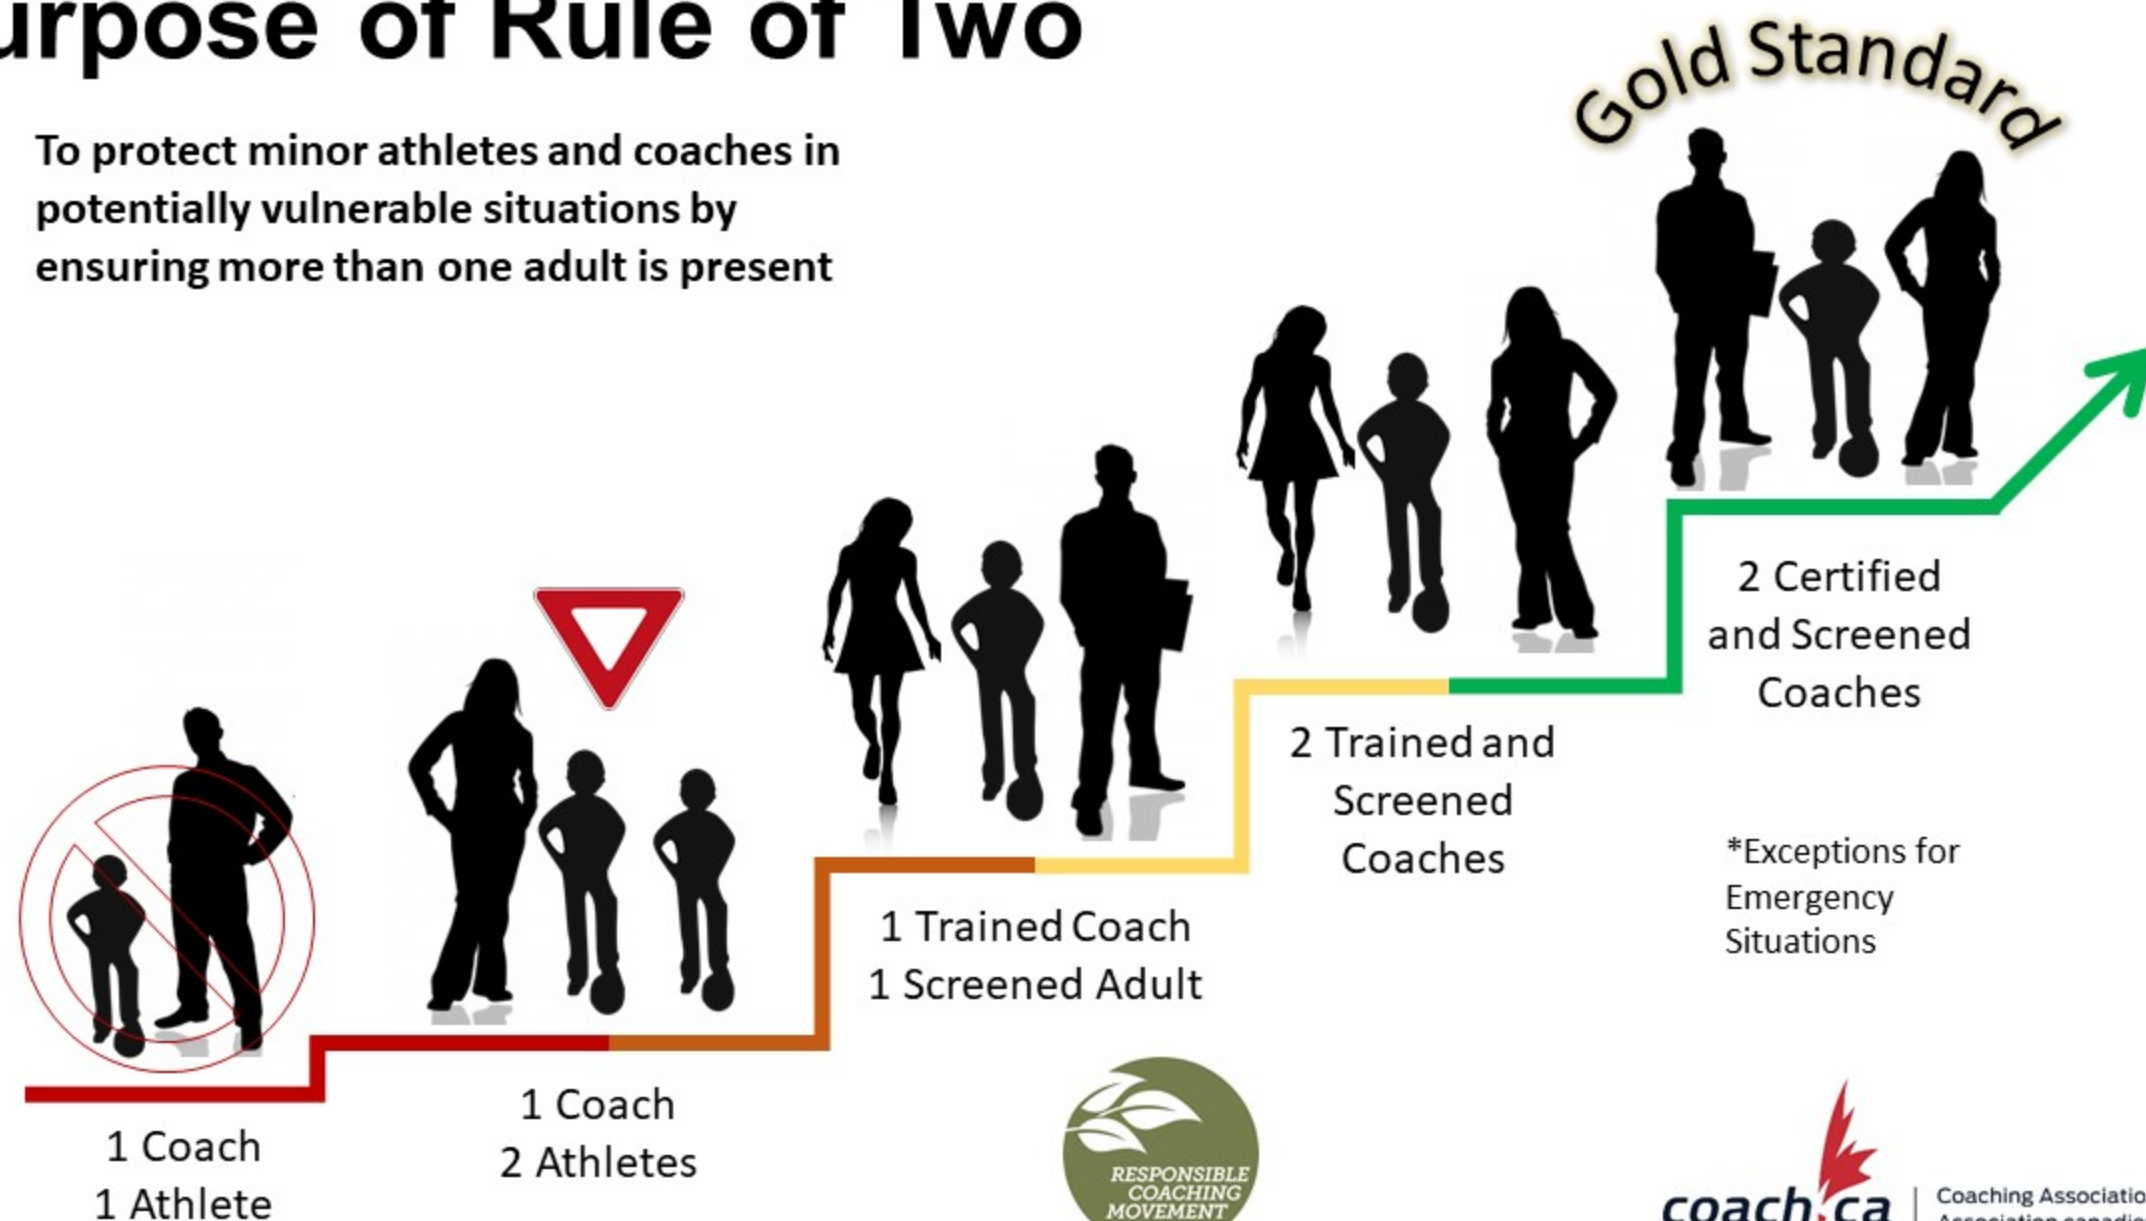 urpose of Rule of Two
Gold Standard
To protect minor athletes and coaches in
potentially vulnerable situations by
ensuring more than one adult is present
2 Certified
and Screened
Coaches
2 Trained and
Screened
Coaches
*Exceptions for
Emergency
Situations
1 Trained Coach
1 Screened Adult
1 Coach
2 Athletes
1 Coach
1 Athlete
RESPONSIBLE
COACHING
MOVEMENT
coach.ca
Coaching Associatio